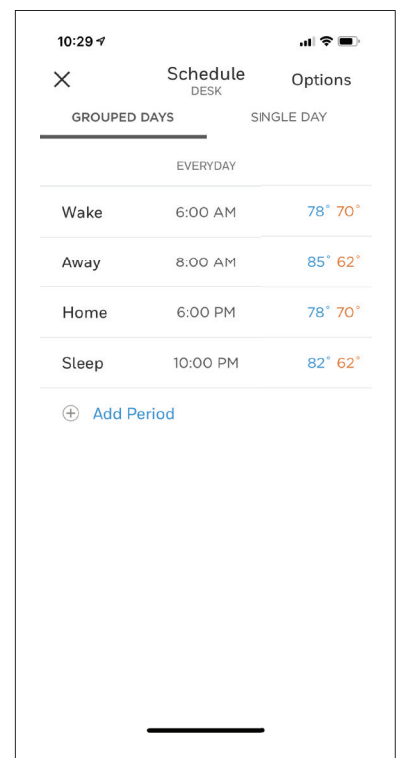 10:29
Schedule Options
DESK
GROUPED DAYS SINGLE DAY
EVERYDAY
Wake 6:00 AM 78° 70°
Away 8:00 AM 85° 62°
Home 6:00 PM 78° 70°
Sleep 10:00 PM 82° 62°
Add Period